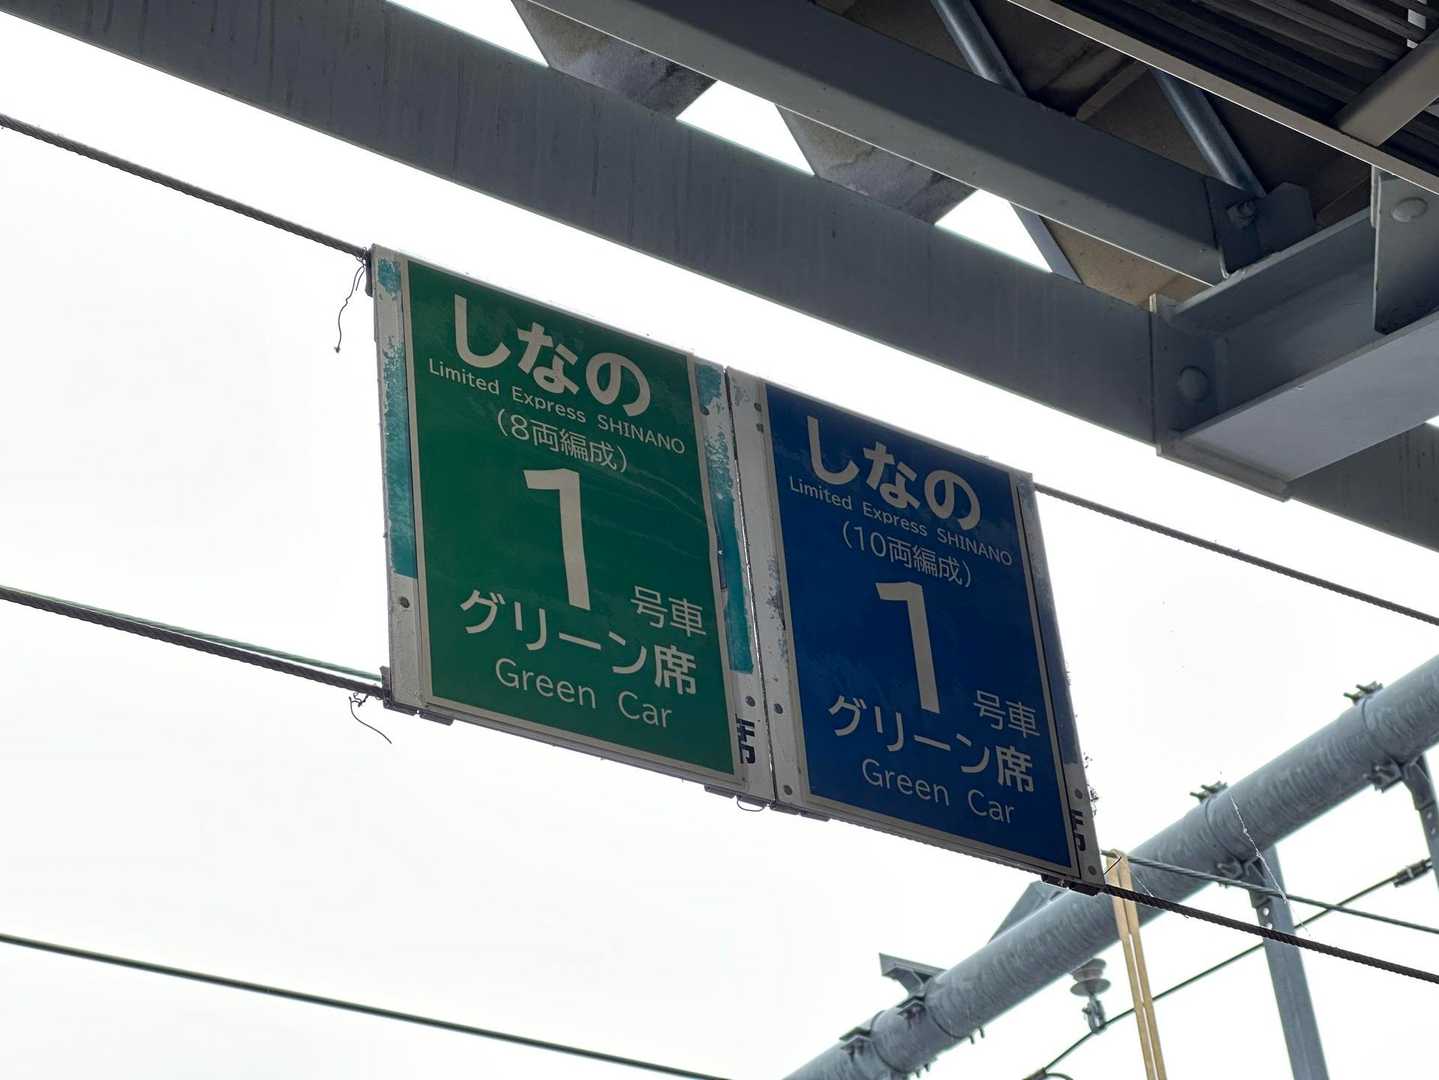 しなの
Limited Express SHINANO
(8両編成)
1号車
グリーン席
Green Car
席
しなの
Limited Express SHINANO
(10両編成)
1号車
グリーン席
Green Car